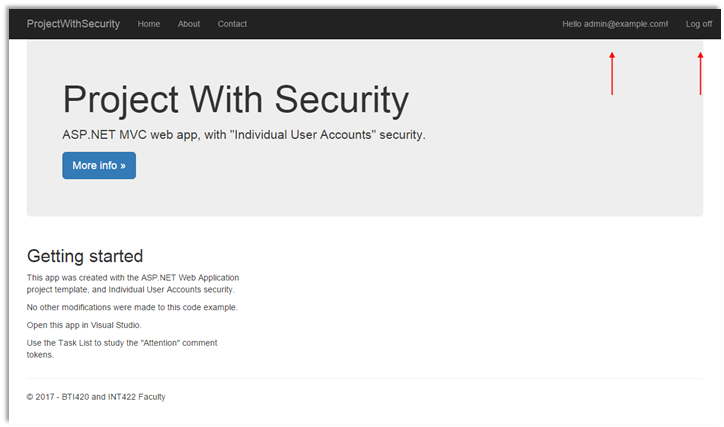 ProjectWithSecurity Home About Contact Hello admin@example.com! Log off
Project With Security
ASP.NET MVC web app, with "Individual User Accounts" security.
More info »
Getting started
This app was created with the ASP.NET Web Application
project template, and Individual User Accounts security.
No other modifications were made to this code example.
Open this app in Visual Studio.
Use the Task List to study the "Attention" comment
tokens.
© 2017 - BTI420 and INT422 Faculty